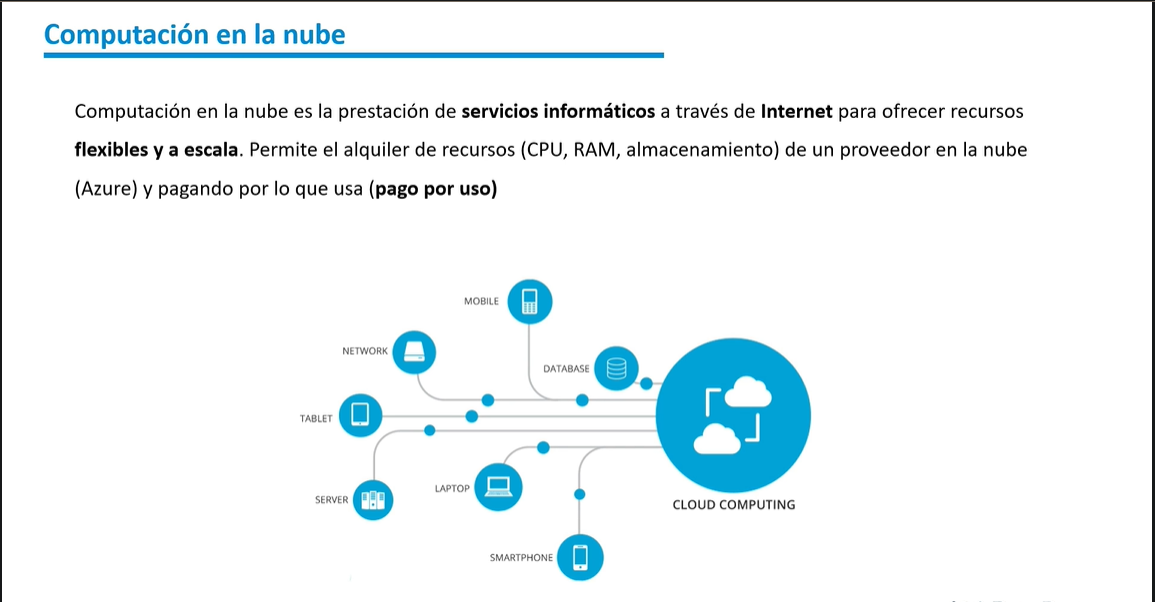 Computación en la nube
Computación en la nube es la prestación de servicios informáticos a través de Internet para ofrecer recursos
flexibles y a escala. Permite el alquiler de recursos (CPU, RAM, almacenamiento) de un proveedor en la nube
(Azure) y pagando por lo que usa (pago por uso)
MOBILE
NETWORK
DATABASE
TABLET
LAPTOP
SERVER
CLOUD COMPUTING
SMARTPHONE